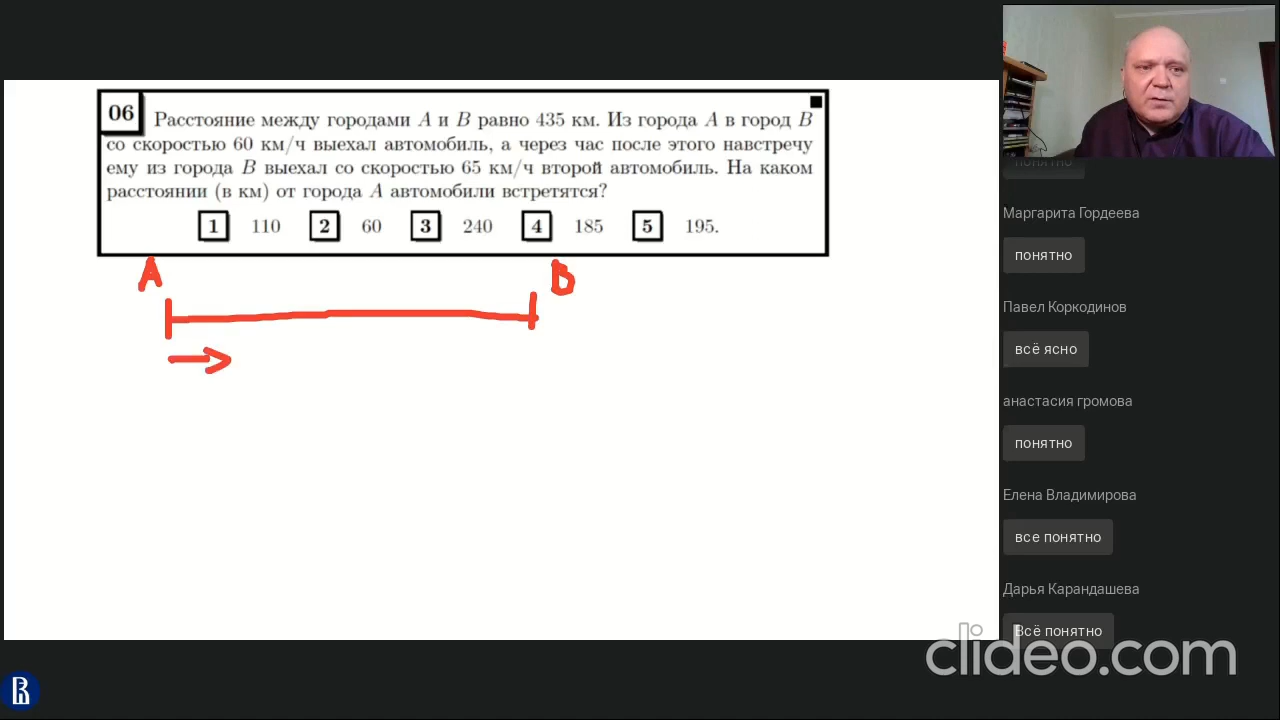 06
Расстояние между городами A и B равно 435 км. Из города A в город B
со скоростью 60 км/ч выехал автомобиль, а через час после этого навстречу
ему из города B выехал со скоростью 65 км/ч второй автомобиль. На каком
расстоянии (в км) от города A автомобили встретятся?
1 110 2 60 3 240 4 185 5 195.
A B
понятно
Маргарита Гордеева
понятно
Павел Коркодинов
всё ясно
анастасия громова
понятно
Елена Владимирова
все понятно
Дарья Карандашева
Всё понятно
clideo.com